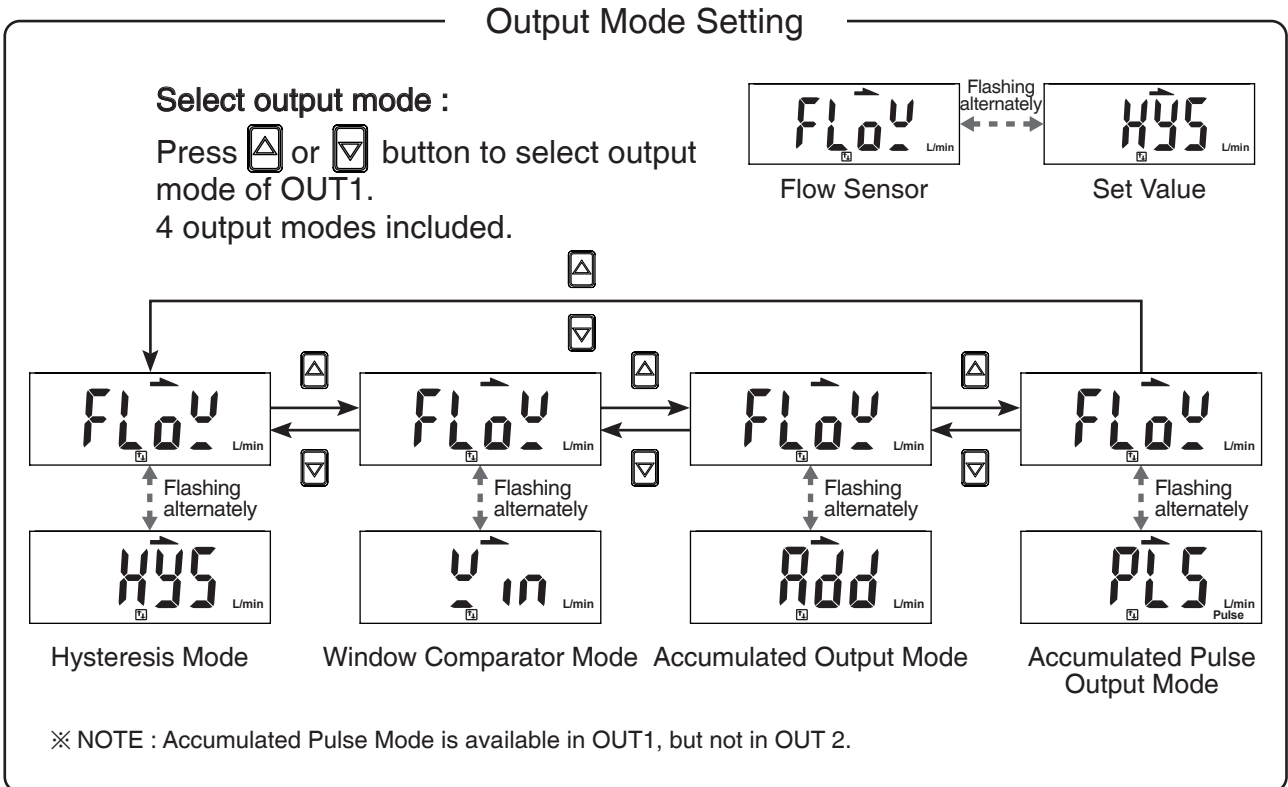 Output Mode Setting
Select output mode :
Press or button to select output
mode of OUT1.
4 output modes included.
FLoW
L/min
Flow Sensor
Flashing
alternately
HYS
L/min
Set Value
FLoW
L/min
FLoW
L/min
FLoW
L/min
FLoW
L/min
Flashing
alternately
Flashing
alternately
Flashing
alternately
Flashing
alternately
HYS
L/min
Win
L/min
Add
L/min
PLS
L/min
Pulse
Hysteresis Mode
Window Comparator Mode
Accumulated Output Mode
Accumulated Pulse
Output Mode
※ NOTE : Accumulated Pulse Mode is available in OUT1, but not in OUT 2.